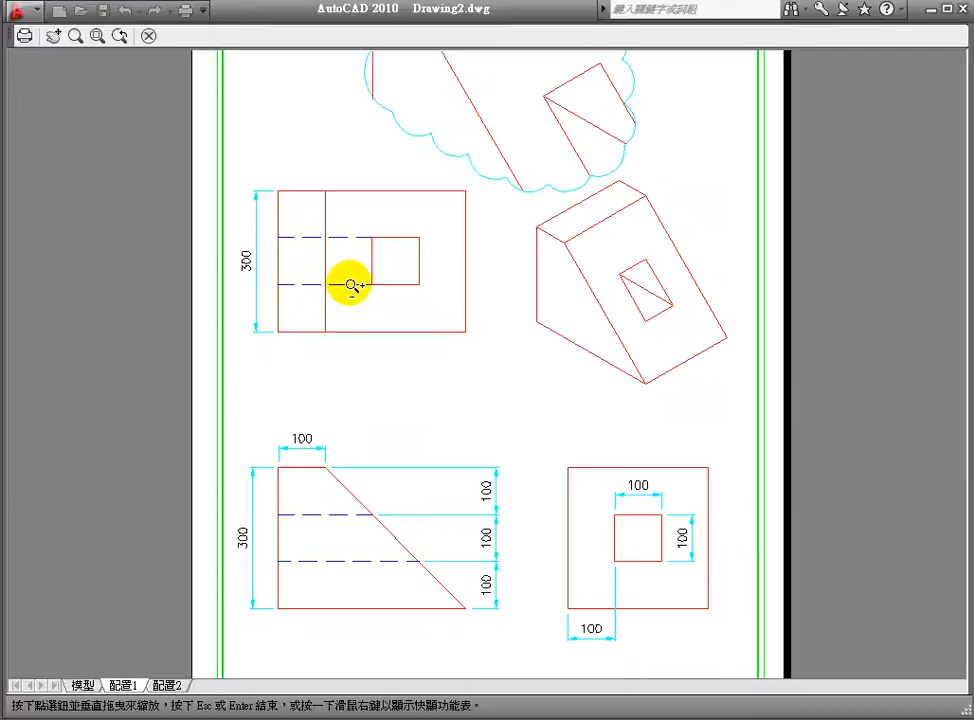 AutoCAD 2010 Drawing2.dwg
鍵入關鍵字或詞組
300
100
100
300
100
100
100
100
100
模型
配置1
配置2
按下點選鈕並垂直拖曳來縮放，按下 Esc 或 Enter 結束，或按一下滑鼠右鍵以顯示快顯功能表。